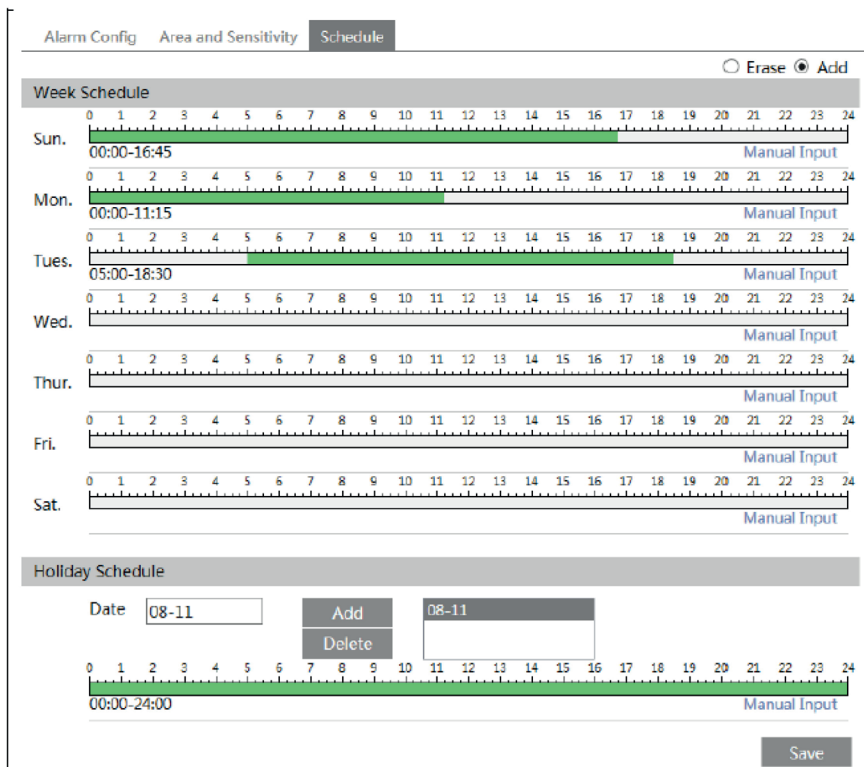 Alarm Config Area and Sensitivity Schedule
Erase Add
Week Schedule
0 1 2 3 4 5 6 7 8 9 10 11 12 13 14 15 16 17 18 19 20 21 22 23 24
Sun.
00:00-16:45 Manual Input
0 1 2 3 4 5 6 7 8 9 10 11 12 13 14 15 16 17 18 19 20 21 22 23 24
Mon.
00:00-11:15 Manual Input
0 1 2 3 4 5 6 7 8 9 10 11 12 13 14 15 16 17 18 19 20 21 22 23 24
Tues.
05:00-18:30 Manual Input
0 1 2 3 4 5 6 7 8 9 10 11 12 13 14 15 16 17 18 19 20 21 22 23 24
Wed.
Manual Input
0 1 2 3 4 5 6 7 8 9 10 11 12 13 14 15 16 17 18 19 20 21 22 23 24
Thur.
Manual Input
0 1 2 3 4 5 6 7 8 9 10 11 12 13 14 15 16 17 18 19 20 21 22 23 24
Fri.
Manual Input
0 1 2 3 4 5 6 7 8 9 10 11 12 13 14 15 16 17 18 19 20 21 22 23 24
Sat.
Manual Input
Holiday Schedule
Date 08-11 Add 08-11
Delete
0 1 2 3 4 5 6 7 8 9 10 11 12 13 14 15 16 17 18 19 20 21 22 23 24
00:00-24:00 Manual Input
Save